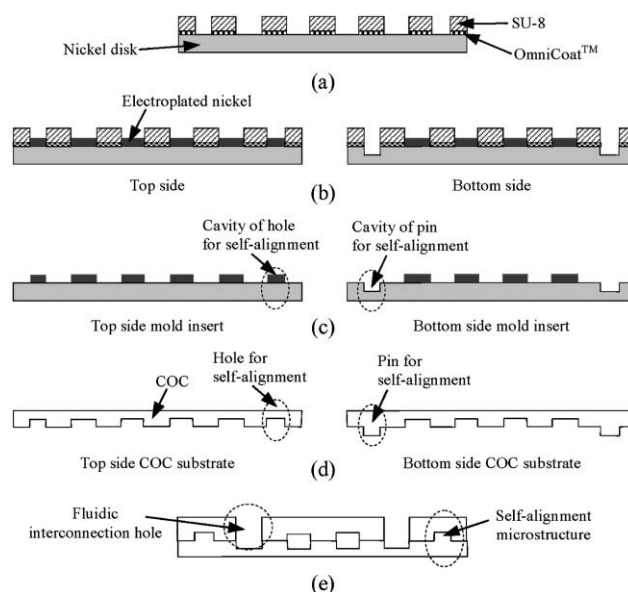 SU-8
Nickel disk
OmniCoat™
(a)
Electroplated nickel
Top side
Bottom side
(b)
Cavity of hole
for self-alignment
Cavity of pin
for self-alignment
Top side mold insert
Bottom side mold insert
(c)
COC
Hole for
self-alignment
Pin for
self-alignment
Top side COC substrate
Bottom side COC substrate
(d)
Fluidic
interconnection hole
Self-alignment
microstructure
(e)